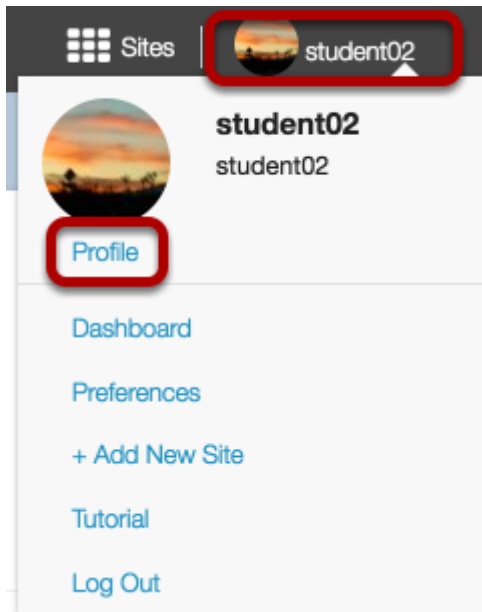 Sites
student02
student02
student02
Profile
Dashboard
Preferences
+ Add New Site
Tutorial
Log Out